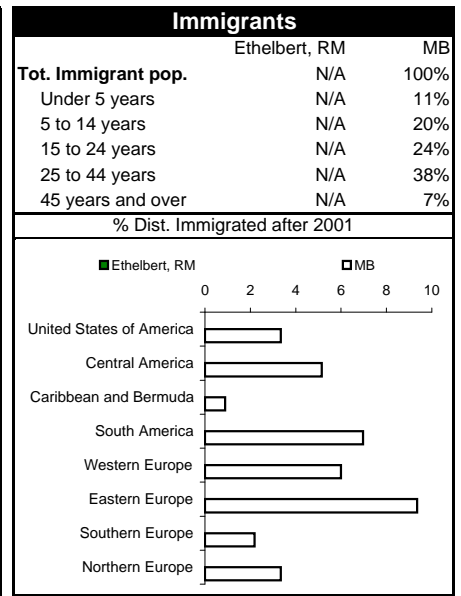 Immigrants
Ethelbert, RM MB
Tot. Immigrant pop. N/A 100%
Under 5 years N/A 11%
5 to 14 years N/A 20%
15 to 24 years N/A 24%
25 to 44 years N/A 38%
45 years and over N/A 7%
% Dist. Immigrated after 2001
Ethelbert, RM MB
0 2 4 6 8 10
United States of America
Central America
Caribbean and Bermuda
South America
Western Europe
Eastern Europe
Southern Europe
Northern Europe